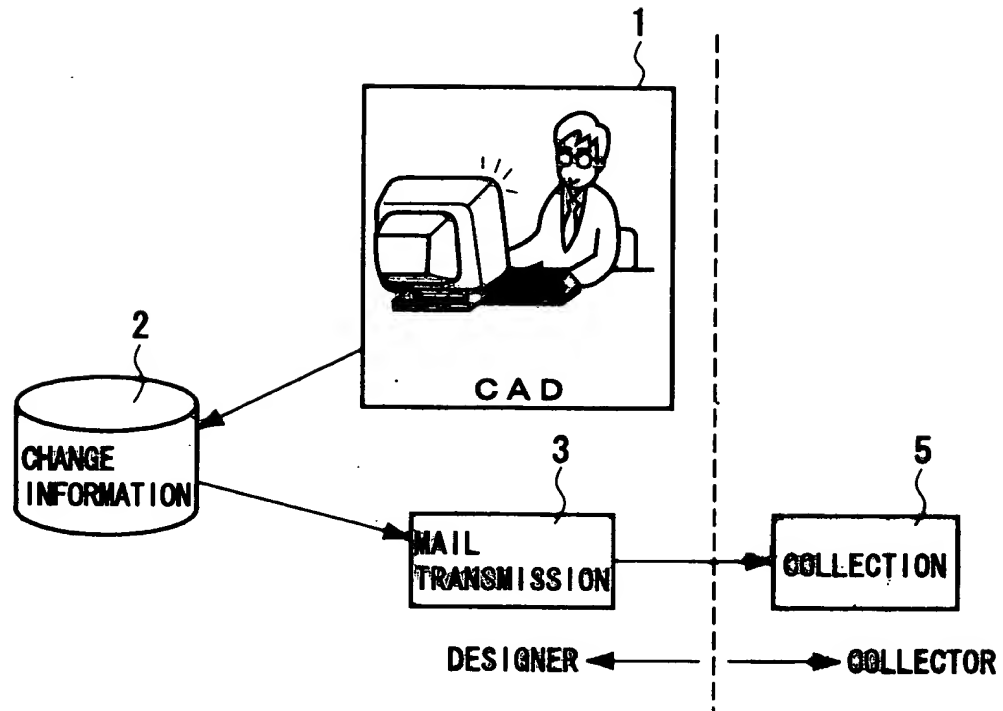 1
CAD
2
CHANGE
INFORMATION
3
MAIL
TRANSMISSION
5
COLLECTION
DESIGNER
COLLECTOR